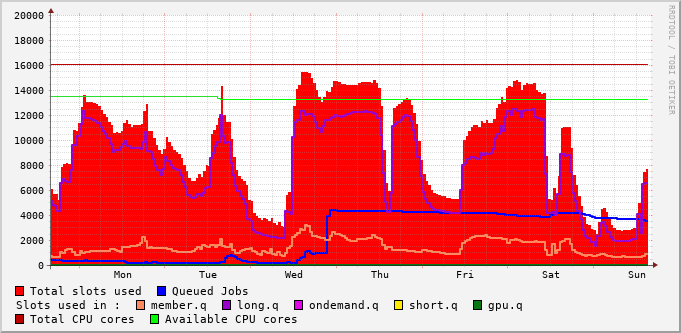 20000
18000
16000
14000
12000
10000
8000
6000
4000
2000
0
Mon Tue Wed Thu Fri Sat Sun
RRDTOOL / TOBI OETIKER
Total slots used Queued Jobs
Slots used in : member.q long.q ondemand.q short.q gpu.q
Total CPU cores Available CPU cores